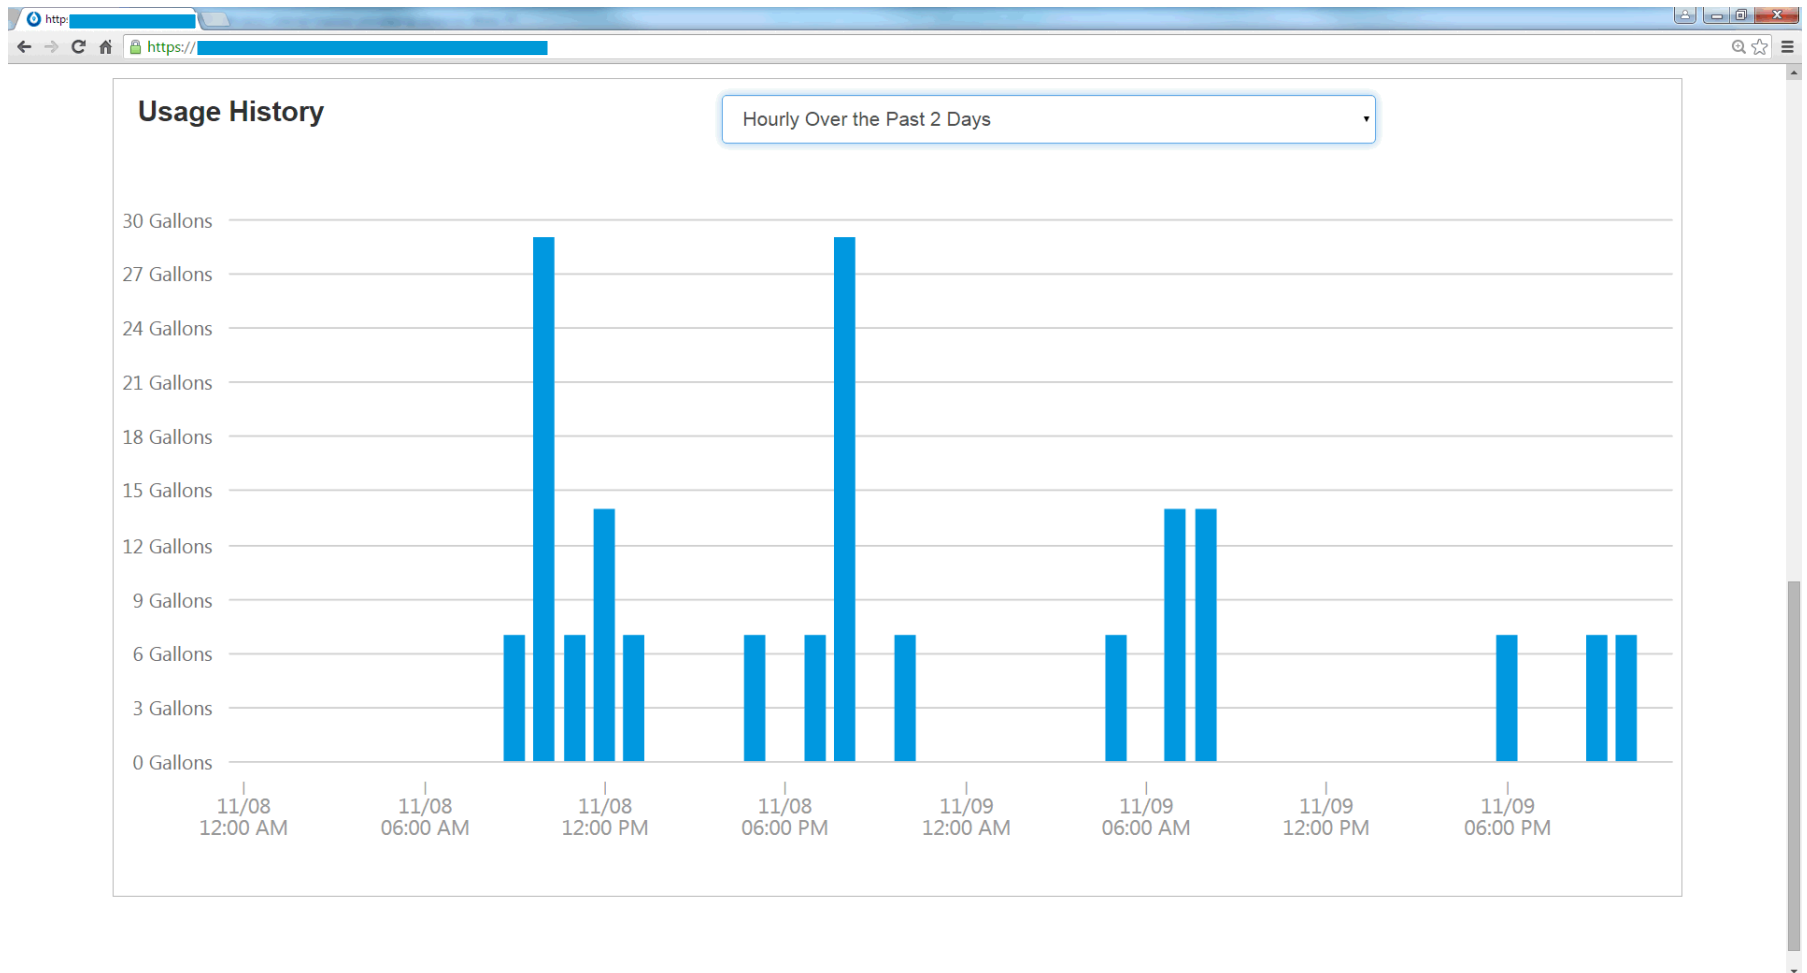 http:
https://
Usage History
Hourly Over the Past 2 Days
30 Gallons
27 Gallons
24 Gallons
21 Gallons
18 Gallons
15 Gallons
12 Gallons
9 Gallons
6 Gallons
3 Gallons
0 Gallons
11/08 11/08 11/08 11/08 11/09 11/09 11/09 11/09
12:00 AM 06:00 AM 12:00 PM 06:00 PM 12:00 AM 06:00 AM 12:00 PM 06:00 PM